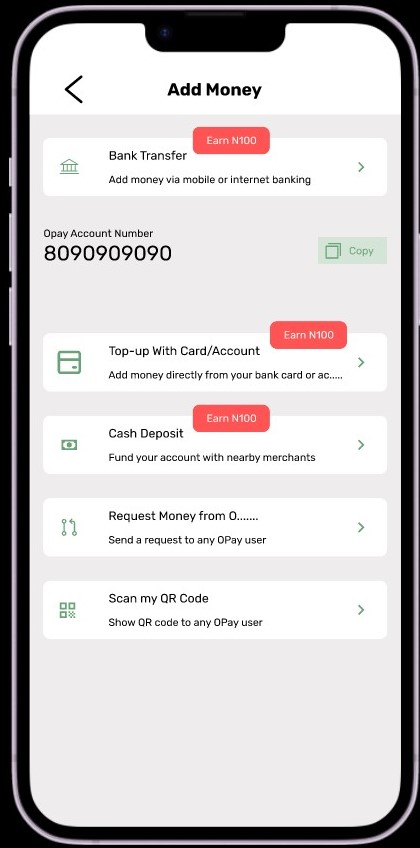 Add Money
Earn N100
Bank Transfer
Add money via mobile or internet banking
Opay Account Number
8090909090
Copy
Earn N100
Top-up With Card/Account
Add money directly from your bank card or ac.....
Earn N100
Cash Deposit
Fund your account with nearby merchants
Request Money from O.......
Send a request to any OPay user
Scan my QR Code
Show QR code to any OPay user